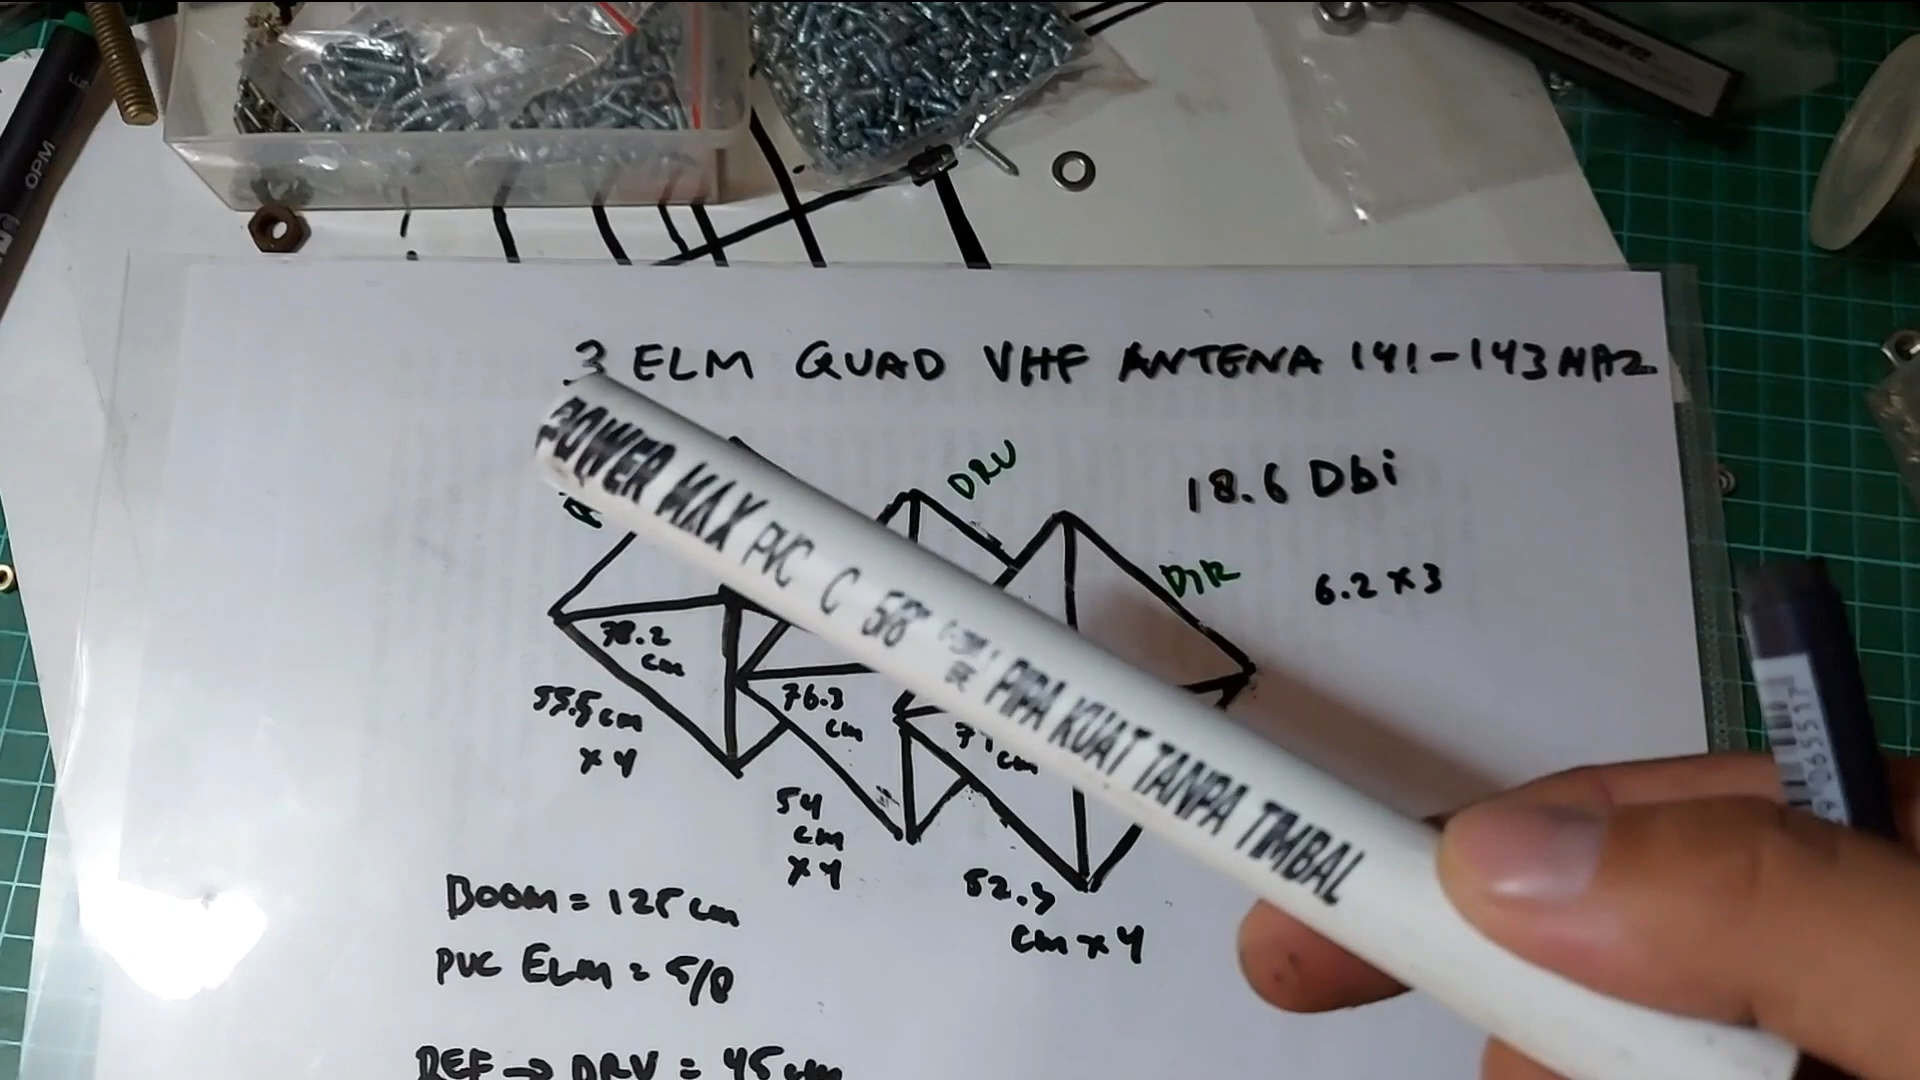 OPM
3 ELM QUAD VHF ANTENA 141-143 MHZ
DRV
18.6 Dbi
DIR
6.2 x 3
POWER MAX PVC C 5/8" PIPA KUAT TANPA TIMBAL
78.2 cm
55.5 cm x 4
76.3 cm
54 cm x 4
cm
52.3 cm x 4
BOOM = 125 cm
PVC ELM = 5/8
REF → DRV = 45 cm